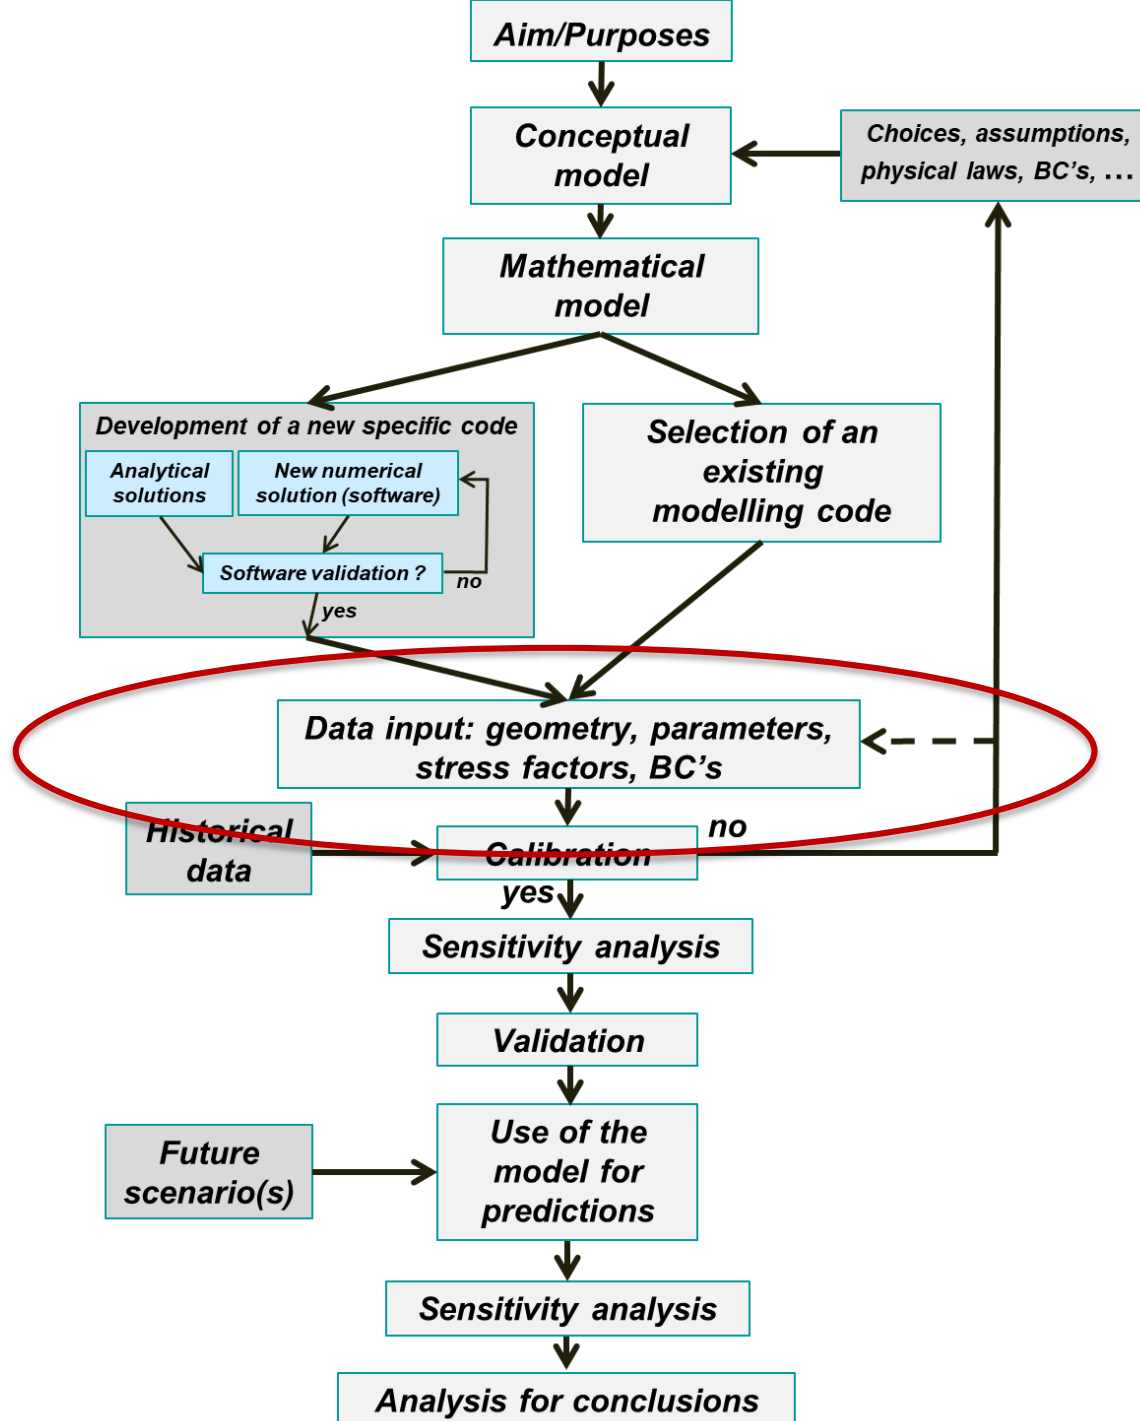 Aim/Purposes
Conceptual
model
Choices, assumptions,
physical laws, BC's, ...
Mathematical
model
Development of a new specific code
Analytical
solutions
New numerical
solution (software)
Software validation ?
no
yes
Selection of an
existing
modelling code
Data input: geometry, parameters,
stress factors, BC's
Historical
data
Calibration
no
yes
Sensitivity analysis
Validation
Future
scenario(s)
Use of the
model for
predictions
Sensitivity analysis
Analysis for conclusions